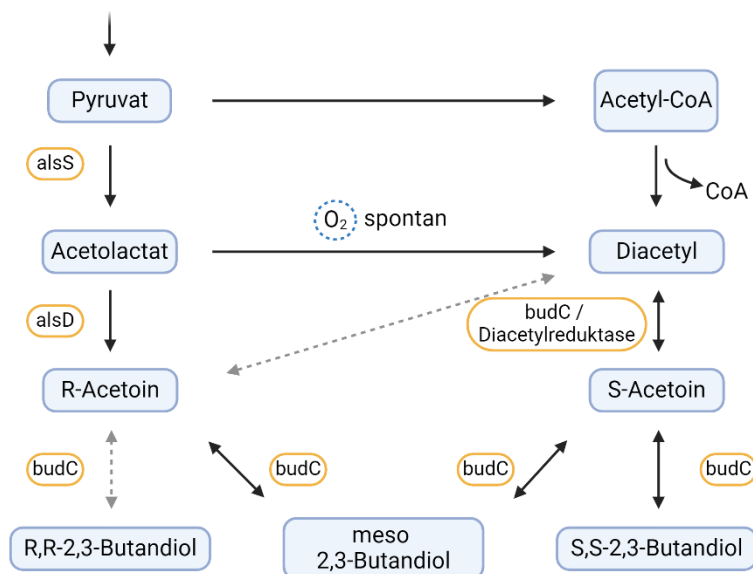 Pyruvat
Acetyl-CoA
alsS
CoA
O₂ spontan
Acetolactat
Diacetyl
alsD
budC /
Diacetylreduktase
R-Acetoin
S-Acetoin
budC
budC
budC
budC
R,R-2,3-Butandiol
meso
2,3-Butandiol
S,S-2,3-Butandiol